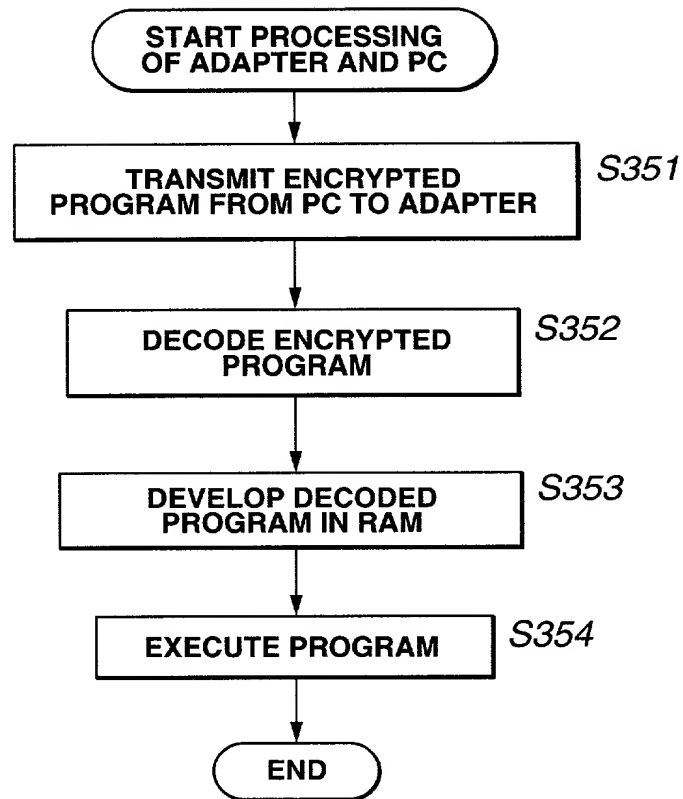 START PROCESSING
OF ADAPTER AND PC
TRANSMIT ENCRYPTED
PROGRAM FROM PC TO ADAPTER
S351
DECODE ENCRYPTED
PROGRAM
S352
DEVELOP DECODED
PROGRAM IN RAM
S353
EXECUTE PROGRAM
S354
END